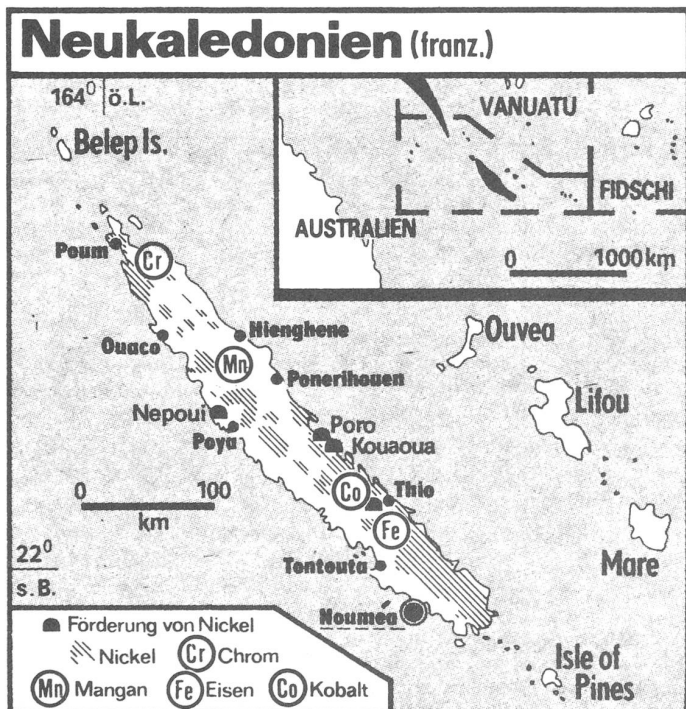 Neukaledonien (franz.)
164° ö.L.
Belep Is.
VANUATU
FIDSCHI
AUSTRALIEN
0 1000 km
Poum
Cr
Ouaco
Hienghene
Mn
Ponerihouen
Ouvea
Lifou
Nepoui
Poya
Poro
Kouaoua
0 100
km
Co
Thio
Fe
Mare
22°
s.B.
Tontouta
Noumea
Isle of
Pines
Förderung von Nickel
Nickel Cr Chrom
Mn Mangan Fe Eisen Co Kobalt